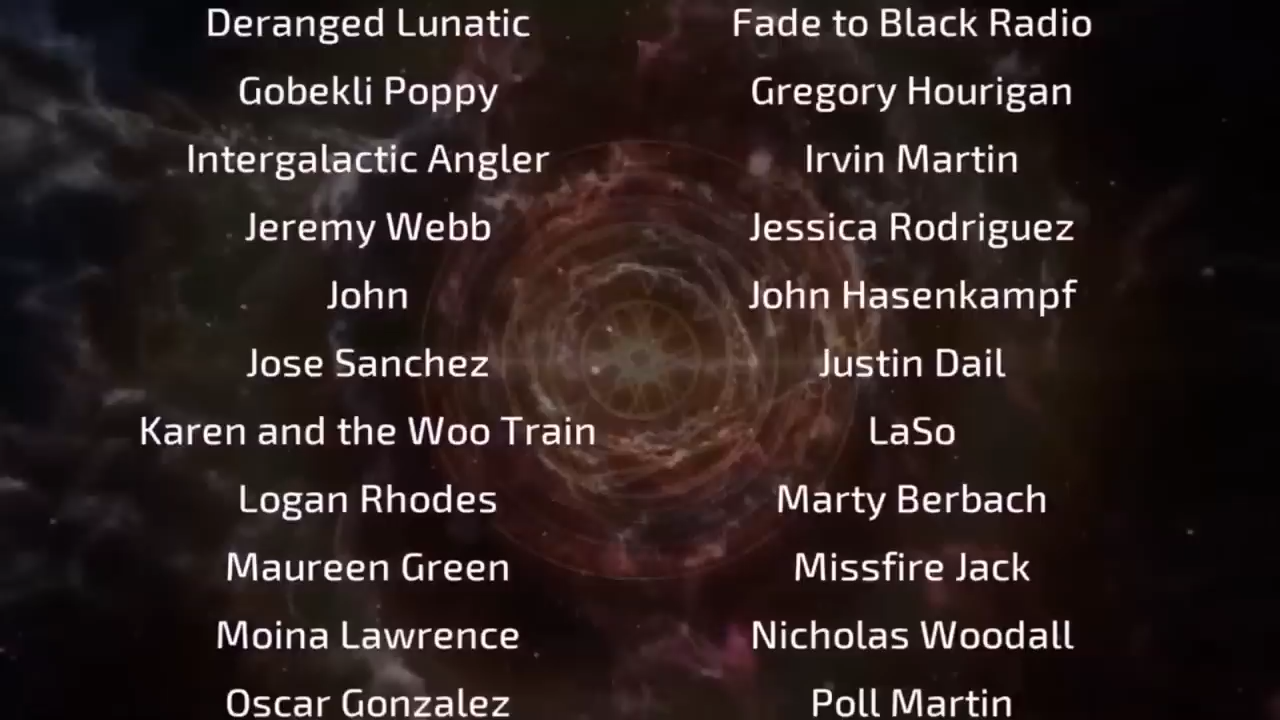 Deranged Lunatic
Fade to Black Radio
Gobekli Poppy
Gregory Hourigan
Intergalactic Angler
Irvin Martin
Jeremy Webb
Jessica Rodriguez
John
John Hasenkampf
Jose Sanchez
Justin Dail
Karen and the Woo Train
LaSo
Logan Rhodes
Marty Berbach
Maureen Green
Missfire Jack
Moina Lawrence
Nicholas Woodall
Oscar Gonzalez
Poll Martin